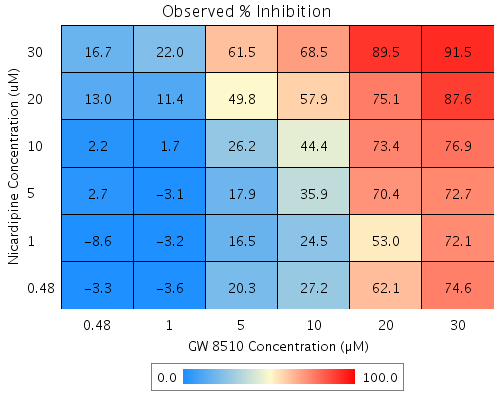 Observed % Inhibition
Nicardipine Concentration (uM)
30 16.7 22.0 61.5 68.5 89.5 91.5
20 13.0 11.4 49.8 57.9 75.1 87.6
10 2.2 1.7 26.2 44.4 73.4 76.9
5 2.7 −3.1 17.9 35.9 70.4 72.7
1 −8.6 −3.2 16.5 24.5 53.0 72.1
0.48 −3.3 −3.6 20.3 27.2 62.1 74.6
0.48 1 5 10 20 30
GW 8510 Concentration (μM)
0.0 100.0